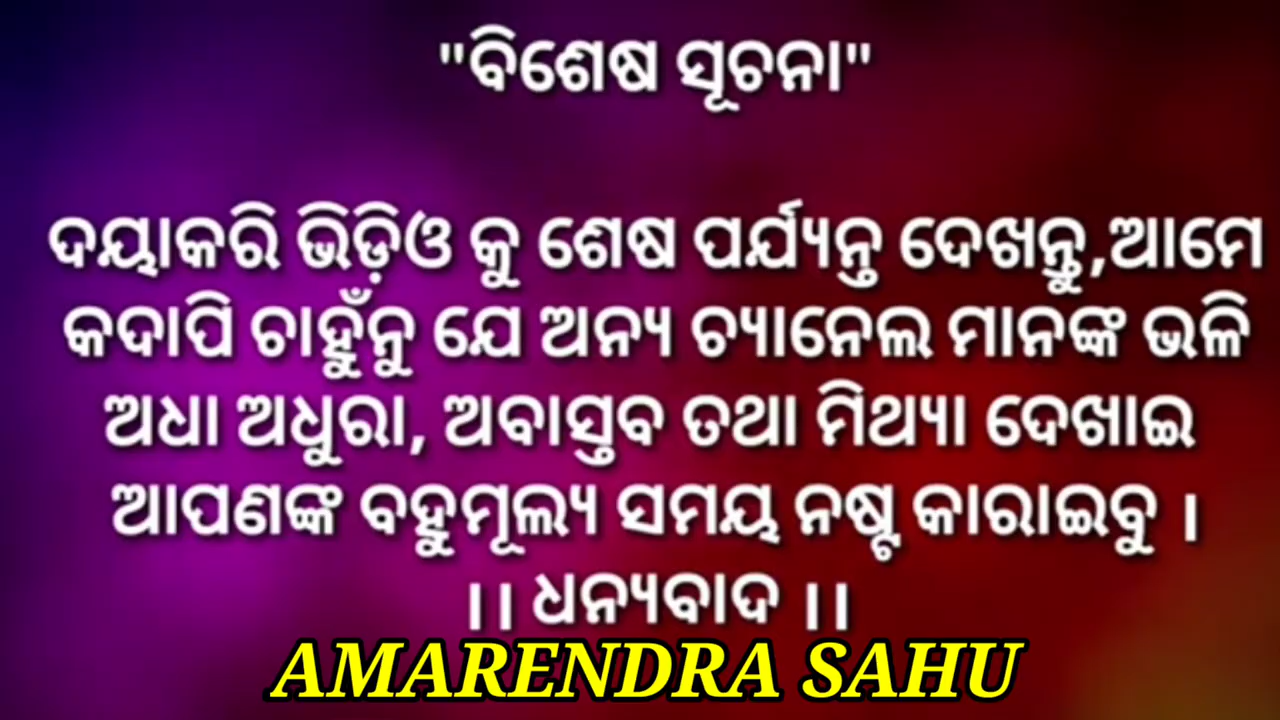 "ବିଶେଷ ସୂଚନା"
ଦୟାକରି ଭିଡ଼ିଓ କୁ ଶେଷ ପର୍ଯ୍ୟନ୍ତ ଦେଖନ୍ତୁ,ଆମେ
କଦାପି ଚାହୁଁନୁ ଯେ ଅନ୍ୟ ଚ୍ୟାନେଲ ମାନଙ୍କ ଭଳି
ଅଧା ଅଧୁରା, ଅବାସ୍ତବ ତଥା ମିଥ୍ୟା ଦେଖାଇ
ଆପଣଙ୍କ ବହୁମୂଲ୍ୟ ସମୟ ନଷ୍ଟ କାରାଇବୁ ।
।। ଧନ୍ୟବାଦ ।।
AMARENDRA SAHU